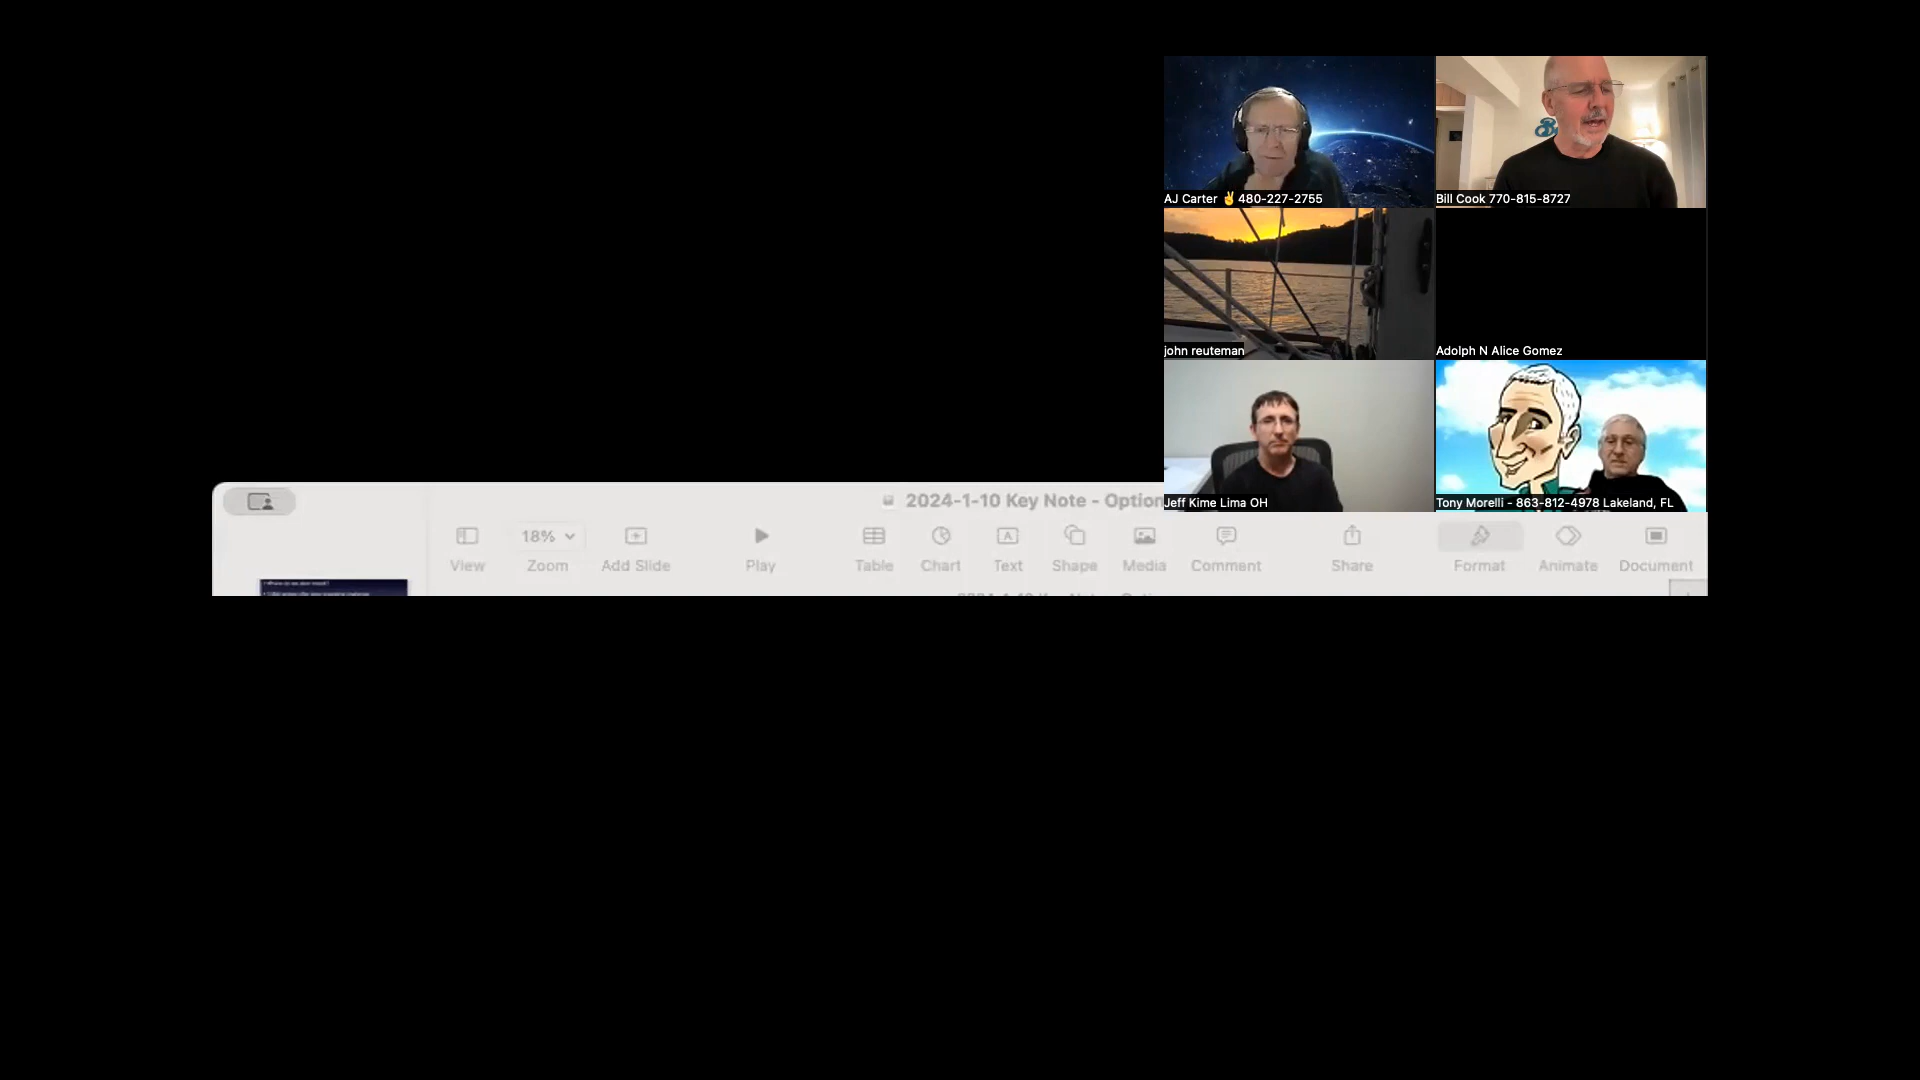 AJ Carter ✌ 480-227-2755
Bill Cook 770-815-8727
john reuteman
Adolph N Alice Gomez
Jeff Kime Lima OH
Tony Morelli - 863-812-4978 Lakeland, FL
2024-1-10 Key Note - Option
18%
View
Zoom
Add Slide
Play
Table
Chart
Text
Shape
Media
Comment
Share
Format
Animate
Document